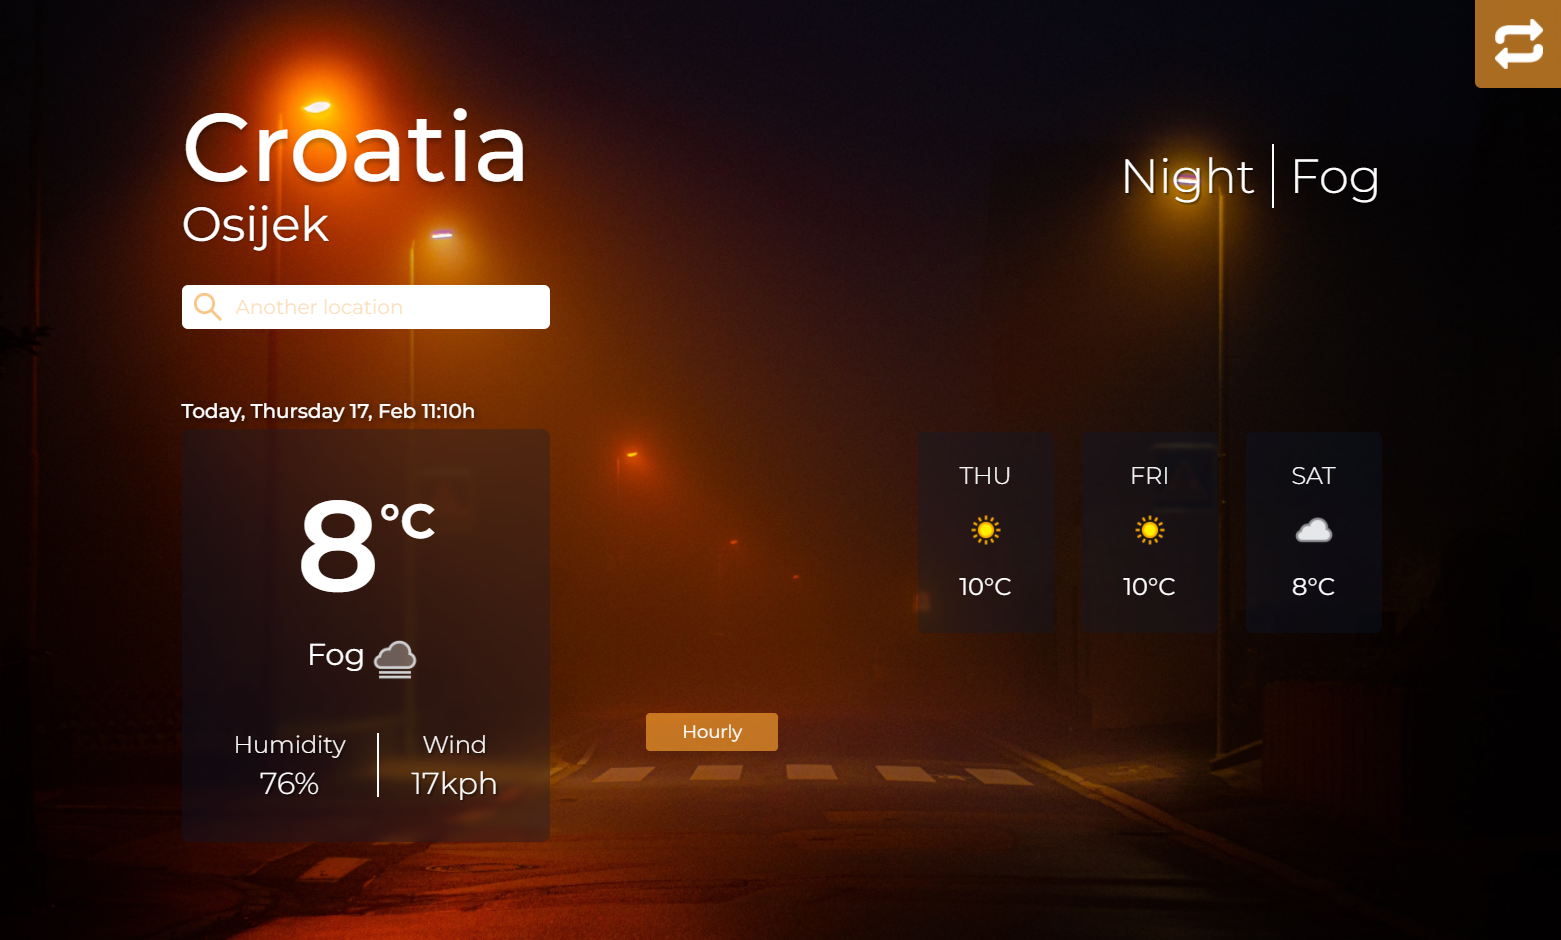 Croatia
Osijek
Night | Fog
Another location
Today, Thursday 17, Feb 11:10h
8°C
Fog
Humidity
76%
Wind
17kph
THU
10°C
FRI
10°C
SAT
8°C
Hourly